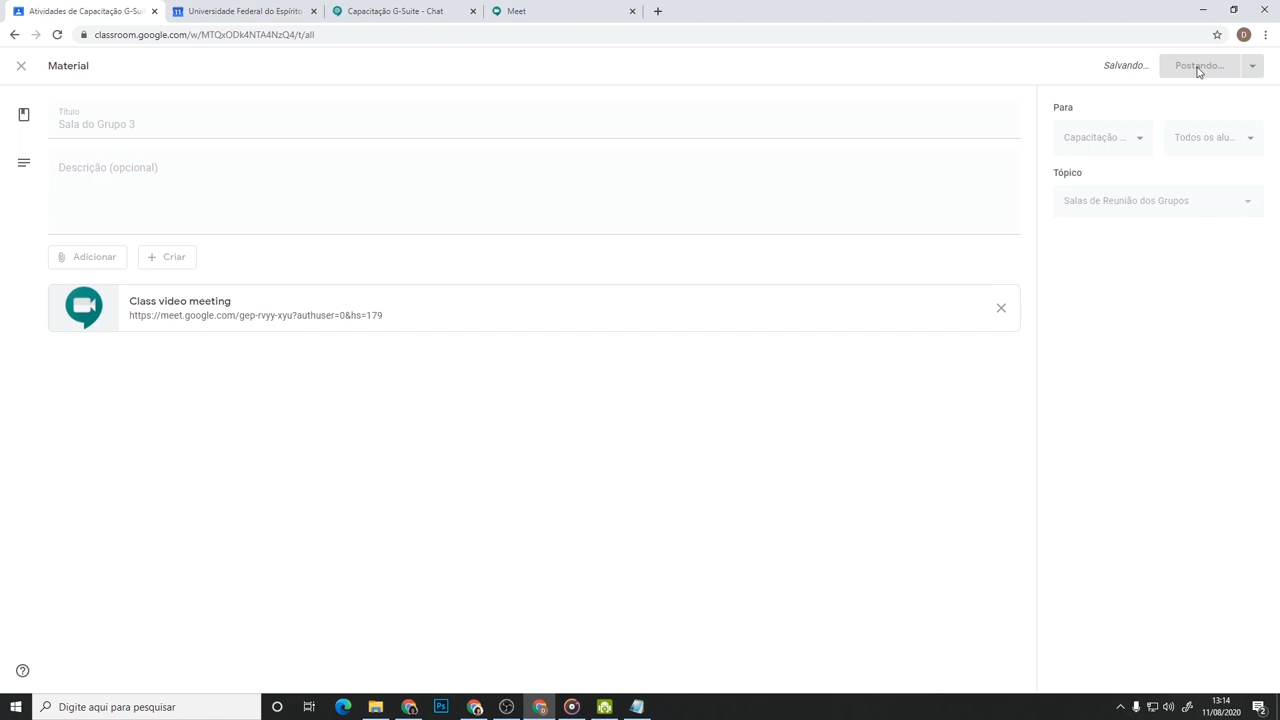 Atividades de Capacitação G-Sui
Universidade Federal do Espírito
Capacitação G-Suite - Chat
Meet
classroom.google.com/w/MTQxODk4NTA4NzQ4/t/all
D
Material
Salvando...
Postando...
Título
Sala do Grupo 3
Descrição (opcional)
Adicionar
Criar
Class video meeting
https://meet.google.com/gep-rvyy-xyu?authuser=0&hs=179
Para
Capacitação ...
Todos os alu...
Tópico
Salas de Reunião dos Grupos
Digite aqui para pesquisar
13:14
11/08/2020
2